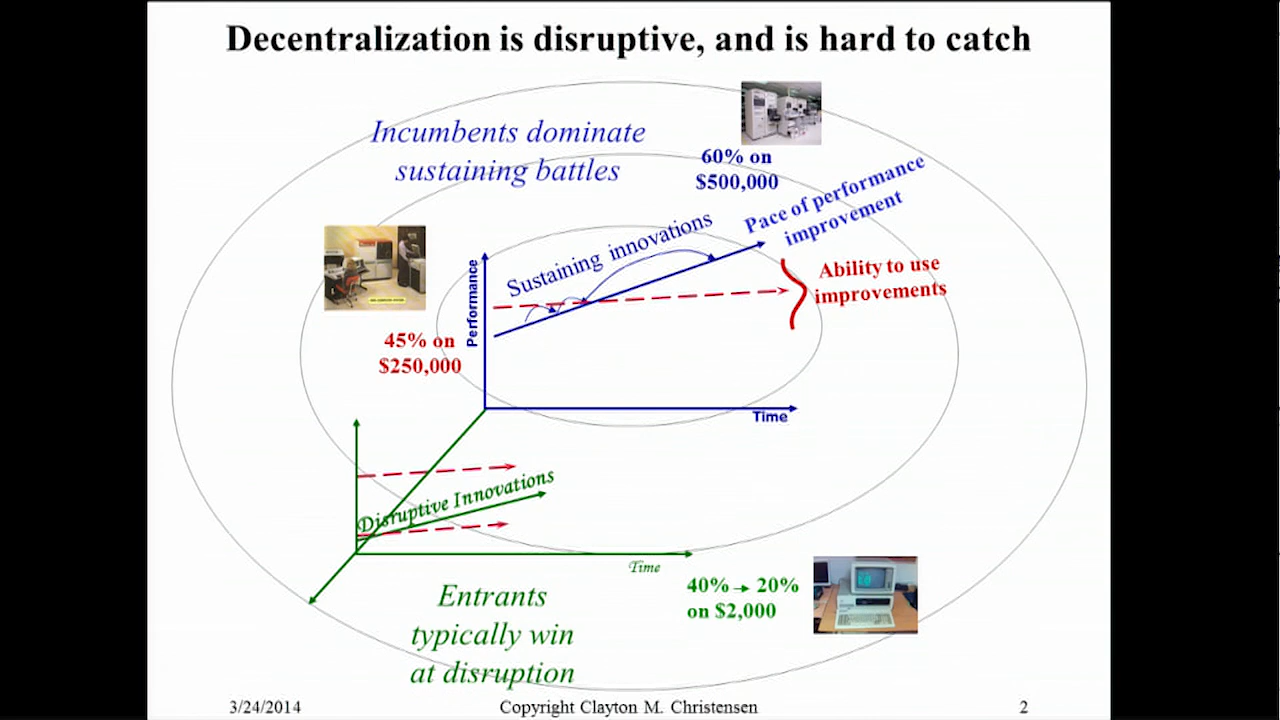 Decentralization is disruptive, and is hard to catch
Incumbents dominate
sustaining battles
60% on
$500,000
Pace of performance
improvement
Sustaining innovations
Ability to use
improvements
Performance
45% on
$250,000
Time
Disruptive Innovations
Time
40% → 20%
on $2,000
Entrants
typically win
at disruption
3/24/2014
Copyright Clayton M. Christensen
2